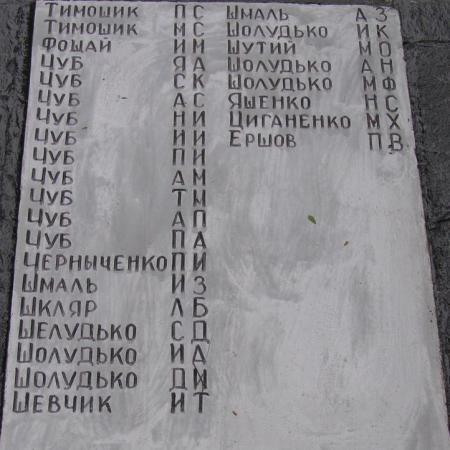 Тимошик П С
Тимошик М С
Фощай И М
Чуб Я А
Чуб С К
Чуб А С
Чуб Н И
Чуб И И
Чуб П И
Чуб А М
Чуб Т М
Чуб А П
Чуб П А
Черныченко П И
Шмаль И З
Шкляр Л Б
Шелудько С Д
Шолудько И Д
Шолудько Д М
Шевчик И Т
Шмаль А З
Шолудько И К
Шутий М О
Шолудько А Н
Шолудько М Ф
Яшенко Н С
Циганенко М Х
Ершов П В